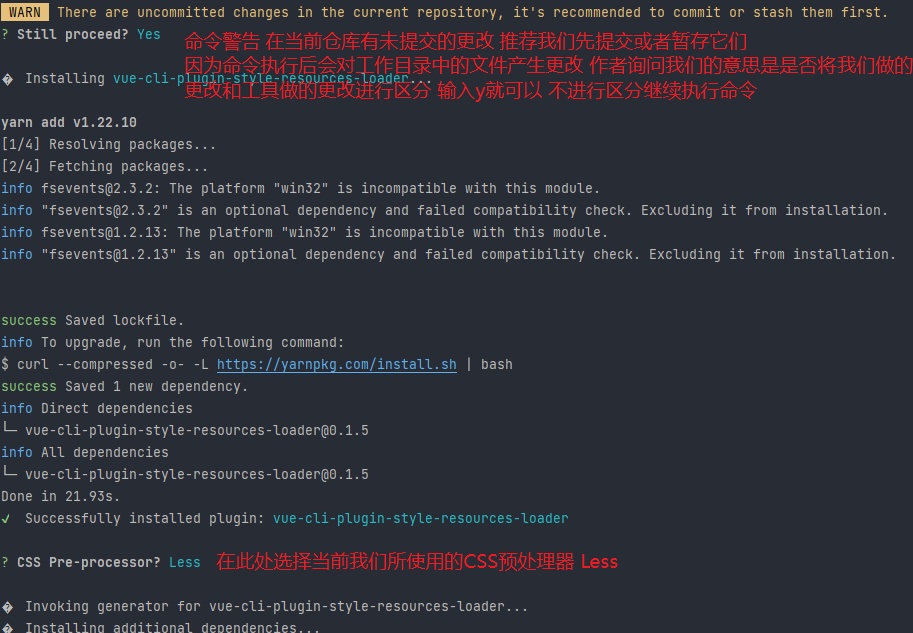 WARN There are uncommitted changes in the current repository, it's recommended to commit or stash them first.
? Still proceed? Yes
命令警告 在当前仓库有未提交的更改 推荐我们先提交或者暂存它们
因为命令执行后会对工作目录中的文件产生更改 作者询问我们的意思是是否将我们做的
� Installing vue-cli-plugin-style-resources-loader...
更改和工具做的更改进行区分 输入y就可以 不进行区分继续执行命令
yarn add v1.22.10
[1/4] Resolving packages...
[2/4] Fetching packages...
info fsevents@2.3.2: The platform "win32" is incompatible with this module.
info "fsevents@2.3.2" is an optional dependency and failed compatibility check. Excluding it from installation.
info fsevents@1.2.13: The platform "win32" is incompatible with this module.
info "fsevents@1.2.13" is an optional dependency and failed compatibility check. Excluding it from installation.
success Saved lockfile.
info To upgrade, run the following command:
$ curl --compressed -o- -L https://yarnpkg.com/install.sh | bash
success Saved 1 new dependency.
info Direct dependencies
└─ vue-cli-plugin-style-resources-loader@0.1.5
info All dependencies
└─ vue-cli-plugin-style-resources-loader@0.1.5
Done in 21.93s.
✓ Successfully installed plugin: vue-cli-plugin-style-resources-loader
? CSS Pre-processor? Less 在此处选择当前我们所使用的CSS预处理器 Less
� Invoking generator for vue-cli-plugin-style-resources-loader...
� Installing additional dependencies...